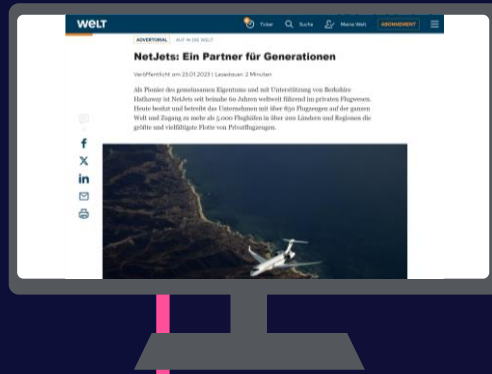 WELT
Ticker Suche Meine Welt ABONNEMENT
ADVERTORIAL AUF IN DIE WELT
NetJets: Ein Partner für Generationen
Veröffentlicht am 23.01.2023 | Lesedauer: 2 Minuten
Als Pionier des gemeinsamen Eigentums und mit Unterstützung von Berkshire
Hathaway ist NetJets seit beinahe 60 Jahren weltweit führend im privaten Flugwesen.
Heute besitzt und betreibt das Unternehmen mit über 850 Flugzeugen auf der ganzen
Welt und Zugang zu mehr als 5.000 Flughäfen in über 200 Ländern und Regionen die
größte und vielfältigste Flotte von Privatflugzeugen.